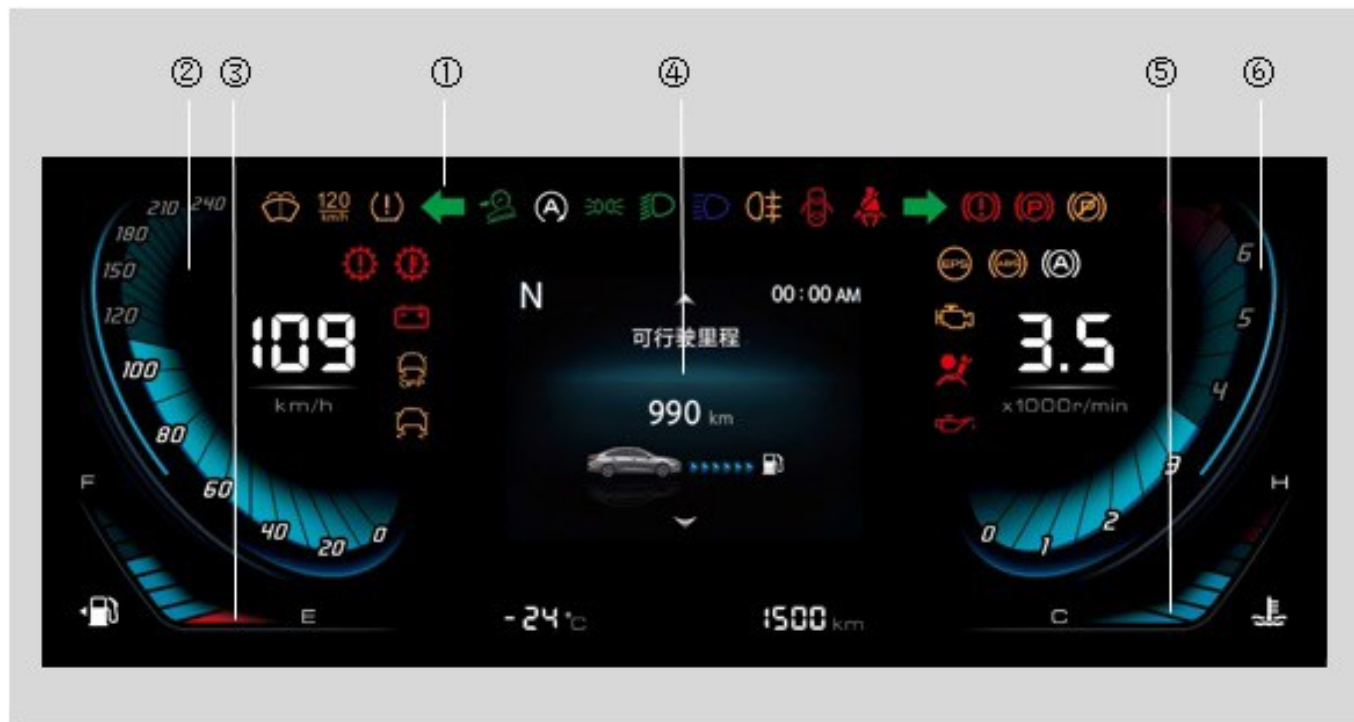 ② ③ ① ④ ⑤ ⑥
210 240
180
150
120
100
80
60
40
20
0
109
km/h
F
E
120
km/h
A
P
P
EPS
ABS
A
OFF
N
00:00 AM
可行驶里程
990 km
-24 °C
1500 km
6
5
4
3
2
1
0
3.5
x1000r/min
H
C